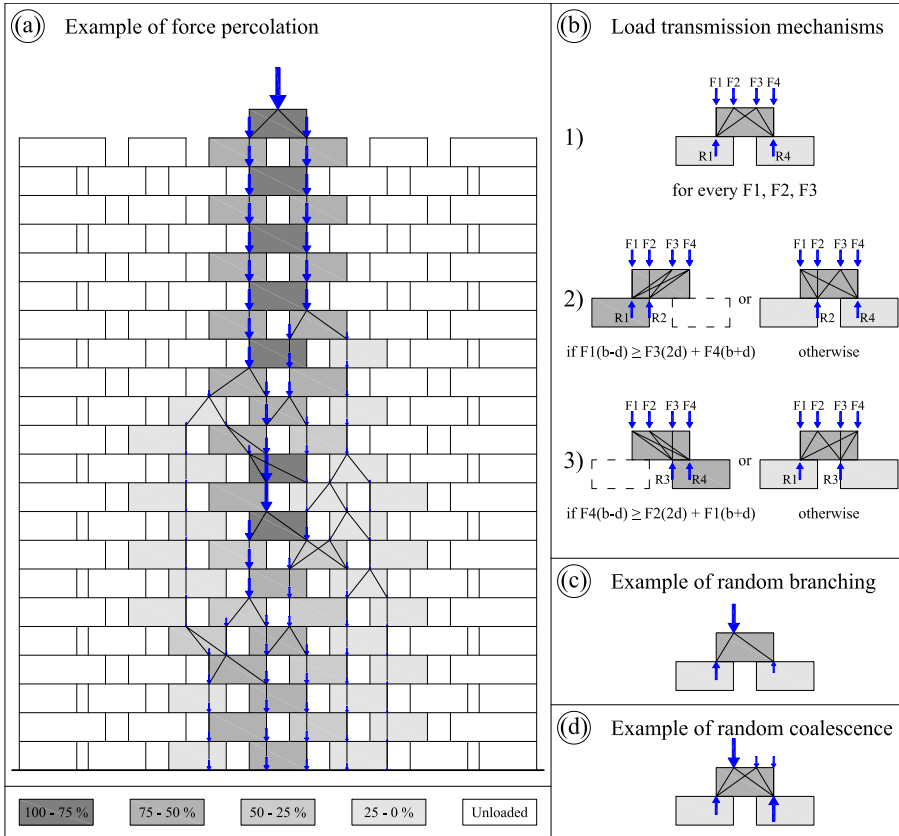 (a) Example of force percolation
100 - 75 %
75 - 50 %
50 - 25 %
25 - 0 %
Unloaded
(b) Load transmission mechanisms
1)
F1 F2 F3 F4
R1 R4
for every F1, F2, F3
2)
F1 F2 F3 F4
R1 R2
or
F1 F2 F3 F4
R2 R4
if F1(b-d) ≥ F3(2d) + F4(b+d)
otherwise
3)
F1 F2 F3 F4
R3 R4
or
F1 F2 F3 F4
R1 R3
if F4(b-d) ≥ F2(2d) + F1(b+d)
otherwise
(c) Example of random branching
(d) Example of random coalescence